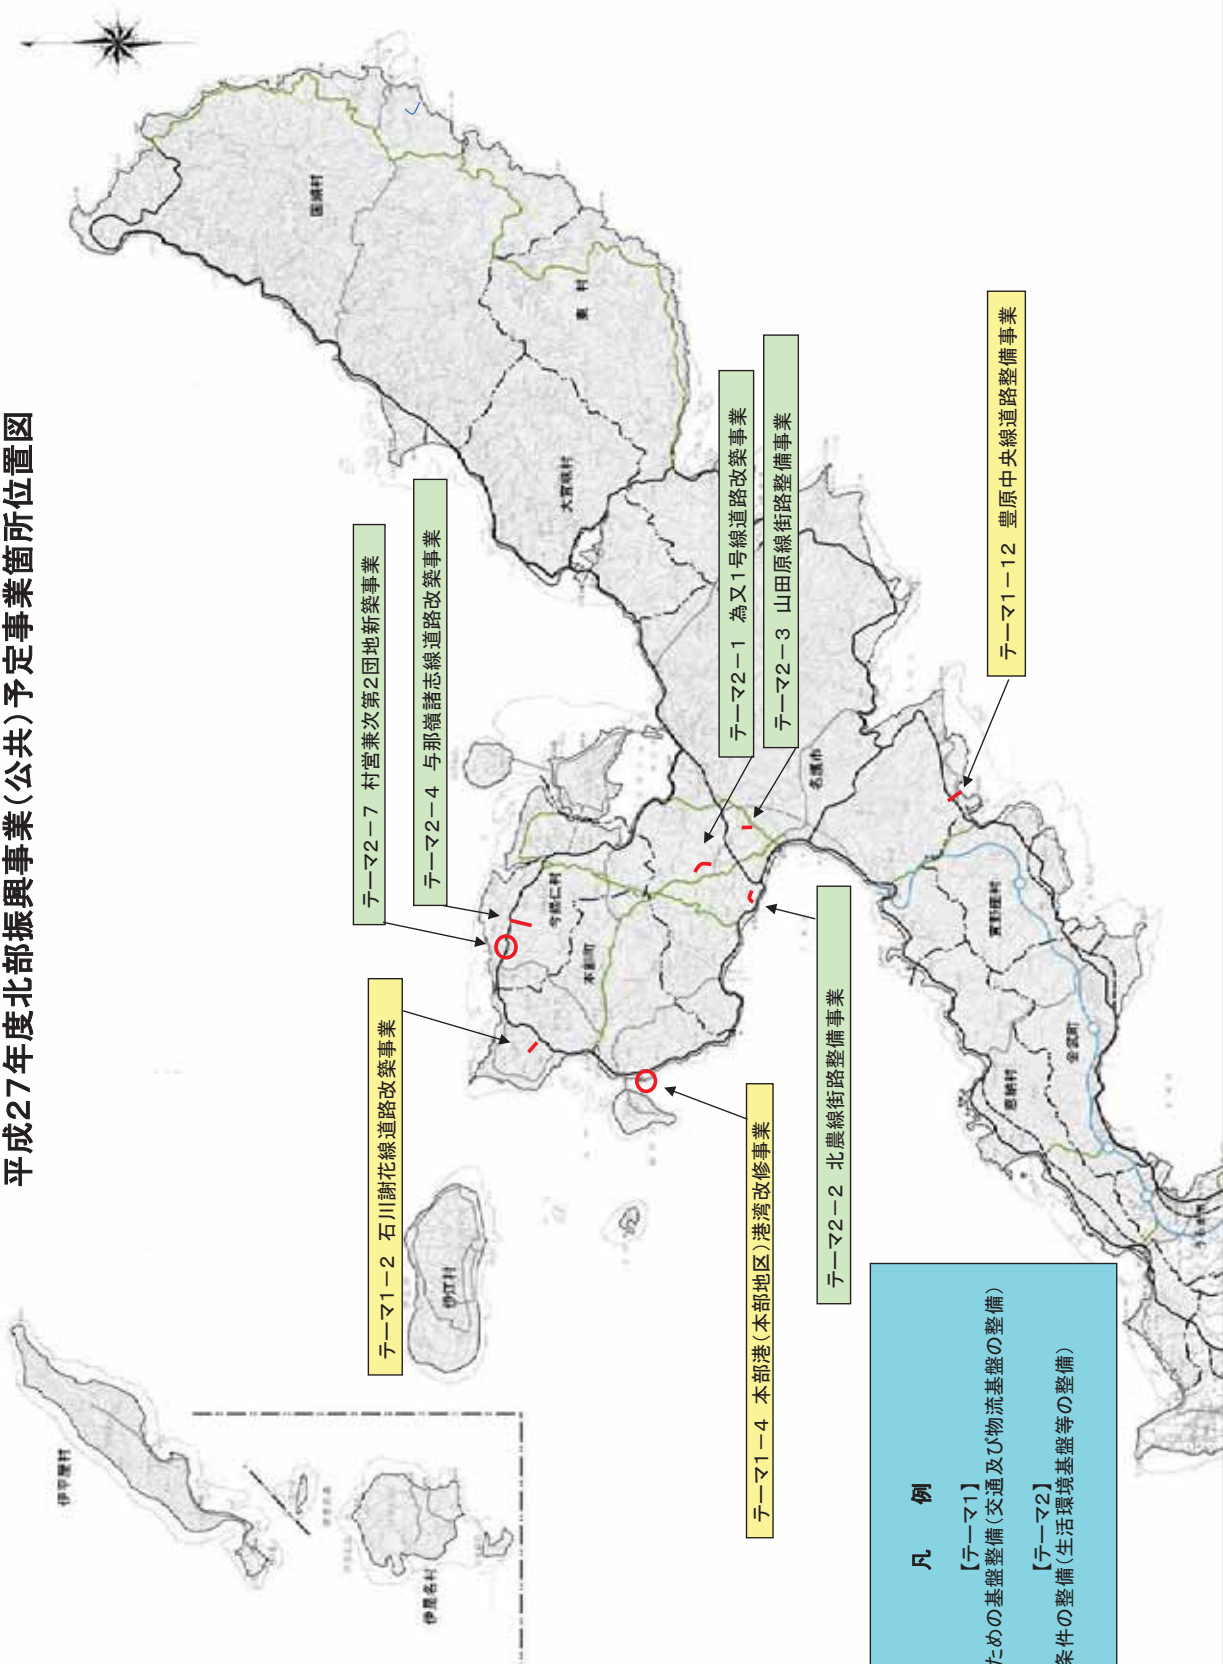 平成27年度北部振興事業(公共)予定事業箇所位置図
テーマ2-7 村営兼次第2団地新築事業
テーマ2-4 与那嶺諸志線道路改築事業
テーマ2-1 為又1号線道路改築事業
テーマ2-3 山田原線街路整備事業
テーマ1-12 豊原中央線道路整備事業
テーマ1-2 石川謝花線道路改築事業
テーマ1-4 本部港(本部地区)港湾改修事業
テーマ2-2 北農線街路整備事業
国頭村
東 村
大宜味村
名護市
今帰仁村
本部町
宜野座村
金武町
恩納村
伊江村
伊平屋村
伊是名村
凡 例
【テーマ1】
ための基盤整備(交通及び物流基盤の整備)
【テーマ2】
条件の整備(生活環境基盤等の整備)